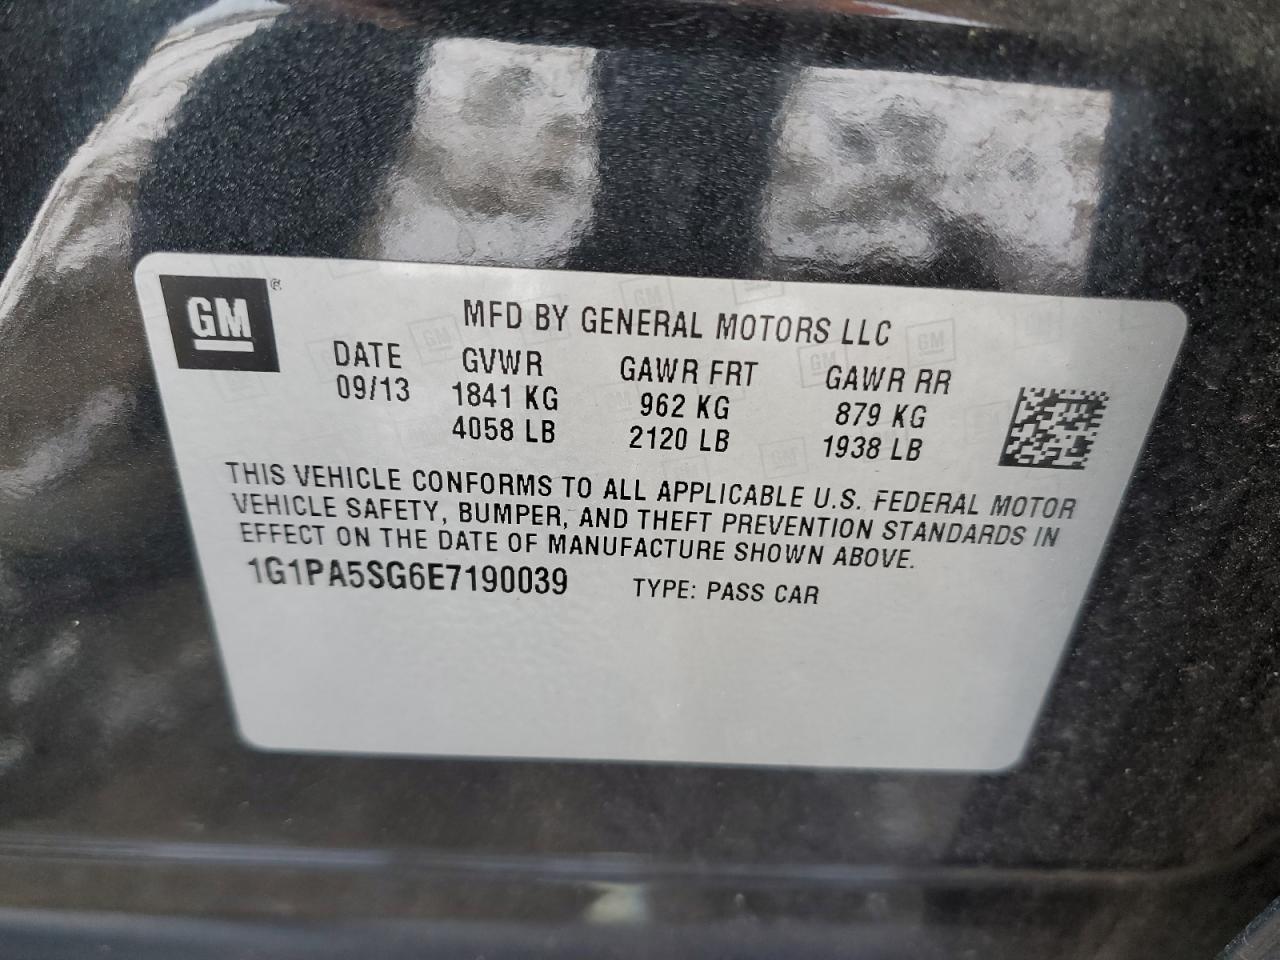 GM
MFD BY GENERAL MOTORS LLC
DATE GVWR GAWR FRT GAWR RR
09/13 1841 KG 962 KG 879 KG
4058 LB 2120 LB 1938 LB
THIS VEHICLE CONFORMS TO ALL APPLICABLE U.S. FEDERAL MOTOR
VEHICLE SAFETY, BUMPER, AND THEFT PREVENTION STANDARDS IN
EFFECT ON THE DATE OF MANUFACTURE SHOWN ABOVE.
1G1PA5SG6E7190039 TYPE: PASS CAR